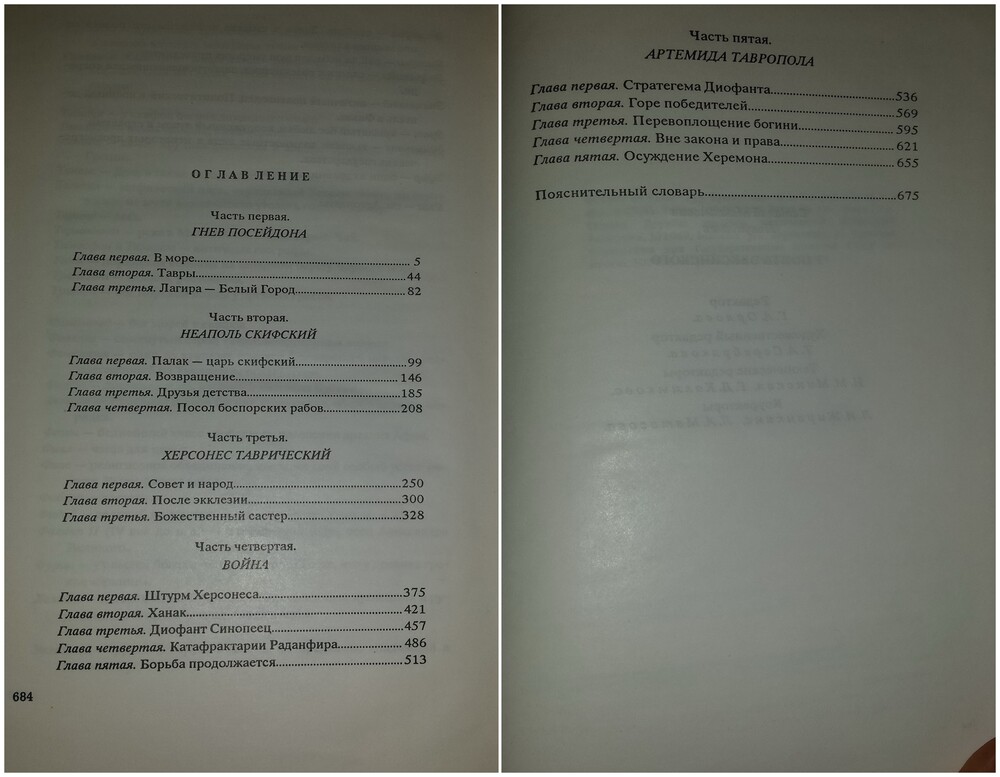 ОГЛАВЛЕНИЕ
Часть первая.
ГНЕВ ПОСЕЙДОНА
Глава первая. В море 5
Глава вторая. Тавры 44
Глава третья. Лагира — Белый Город 82
Часть вторая.
НЕАПОЛЬ СКИФСКИЙ
Глава первая. Палак — царь скифский 99
Глава вторая. Возвращение 146
Глава третья. Друзья детства 185
Глава четвертая. Посол боспорских рабов 208
Часть третья.
ХЕРСОНЕС ТАВРИЧЕСКИЙ
Глава первая. Совет и народ 250
Глава вторая. После экклезии 300
Глава третья. Божественный састер 328
Часть четвертая.
ВОЙНА
Глава первая. Штурм Херсонеса 375
Глава вторая. Ханак 421
Глава третья. Диофант Синопеец 457
Глава четвертая. Катафрактарии Раданфира 486
Глава пятая. Борьба продолжается 513
684
Часть пятая.
АРТЕМИДА ТАВРОПОЛА
Глава первая. Стратегема Диофанта 536
Глава вторая. Горе победителей 569
Глава третья. Перевоплощение богини 595
Глава четвертая. Вне закона и права 621
Глава пятая. Осуждение Херемона 655
Пояснительный словарь 675